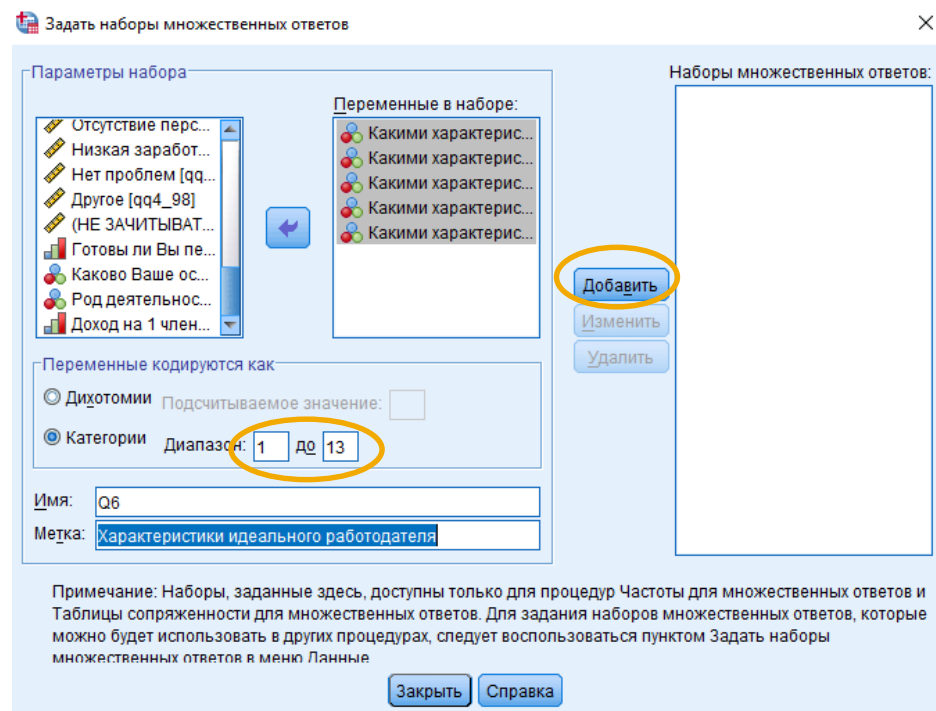 Задать наборы множественных ответов
Параметры набора
Отсутствие перс...
Низкая заработ...
Нет проблем [qq...
Другое [qq4_98]
(НЕ ЗАЧИТЫВАТ...
Готовы ли Вы пе...
Каково Ваше ос...
Род деятельнос...
Доход на 1 член...
Переменные в наборе:
Какими характерис...
Какими характерис...
Какими характерис...
Какими характерис...
Какими характерис...
Наборы множественных ответов:
Добавить
Изменить
Удалить
Переменные кодируются как
Дихотомии Подсчитываемое значение:
Категории Диапазон: 1 до 13
Имя: Q6
Метка: Характеристики идеального работодателя
Примечание: Наборы, заданные здесь, доступны только для процедур Частоты для множественных ответов и
Таблицы сопряженности для множественных ответов. Для задания наборов множественных ответов, которые
можно будет использовать в других процедурах, следует воспользоваться пунктом Задать наборы
множественных ответов в меню Данные
Закрыть Справка